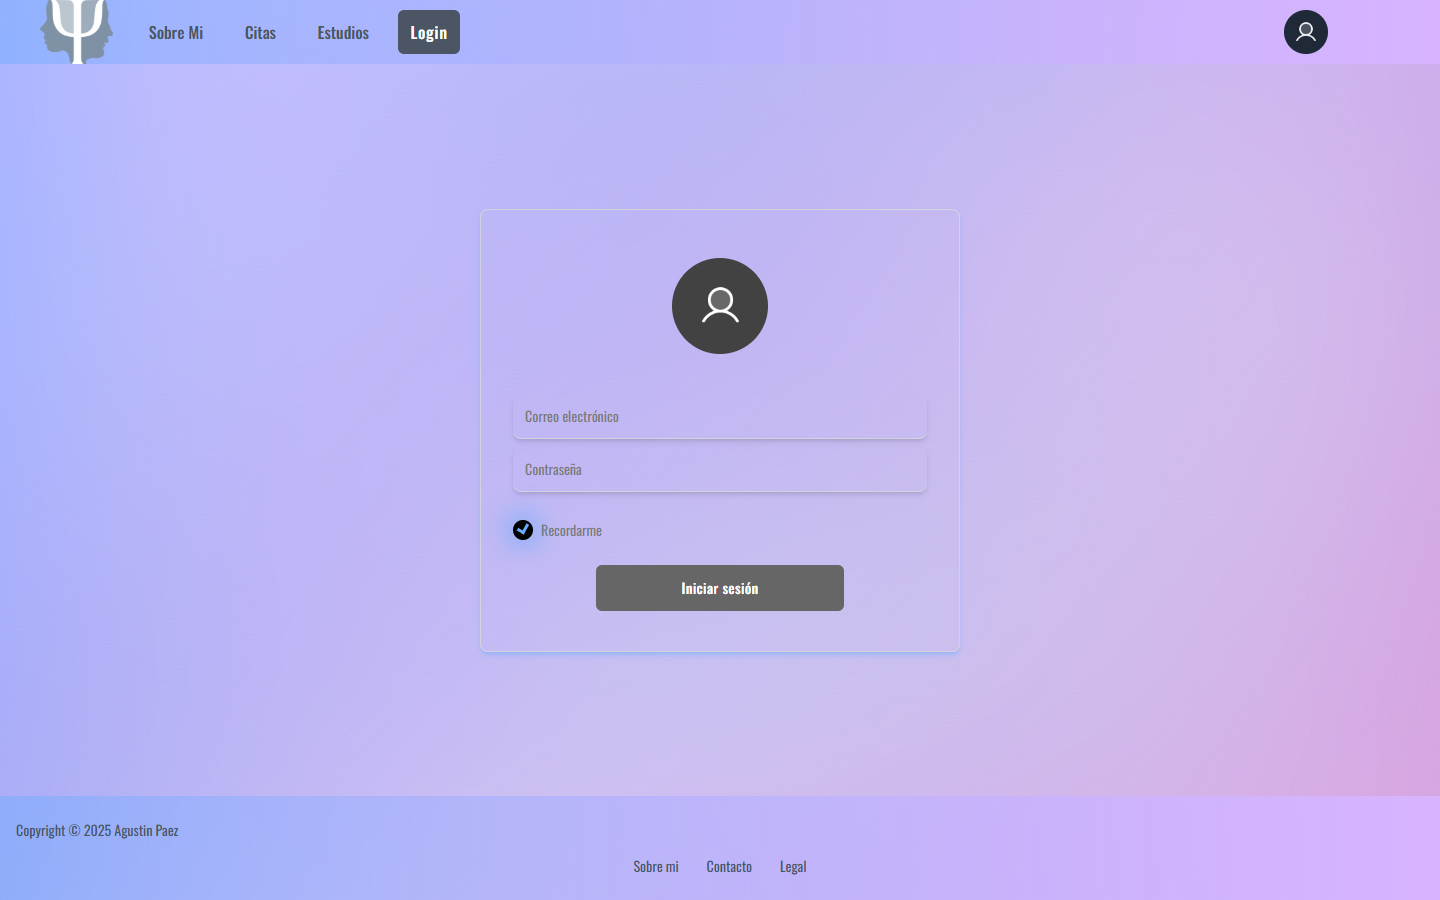 Sobre Mi
Citas
Estudios
Login
Correo electrónico
Contraseña
Recordarme
Iniciar sesión
Copyright © 2025 Agustin Paez
Sobre mi
Contacto
Legal